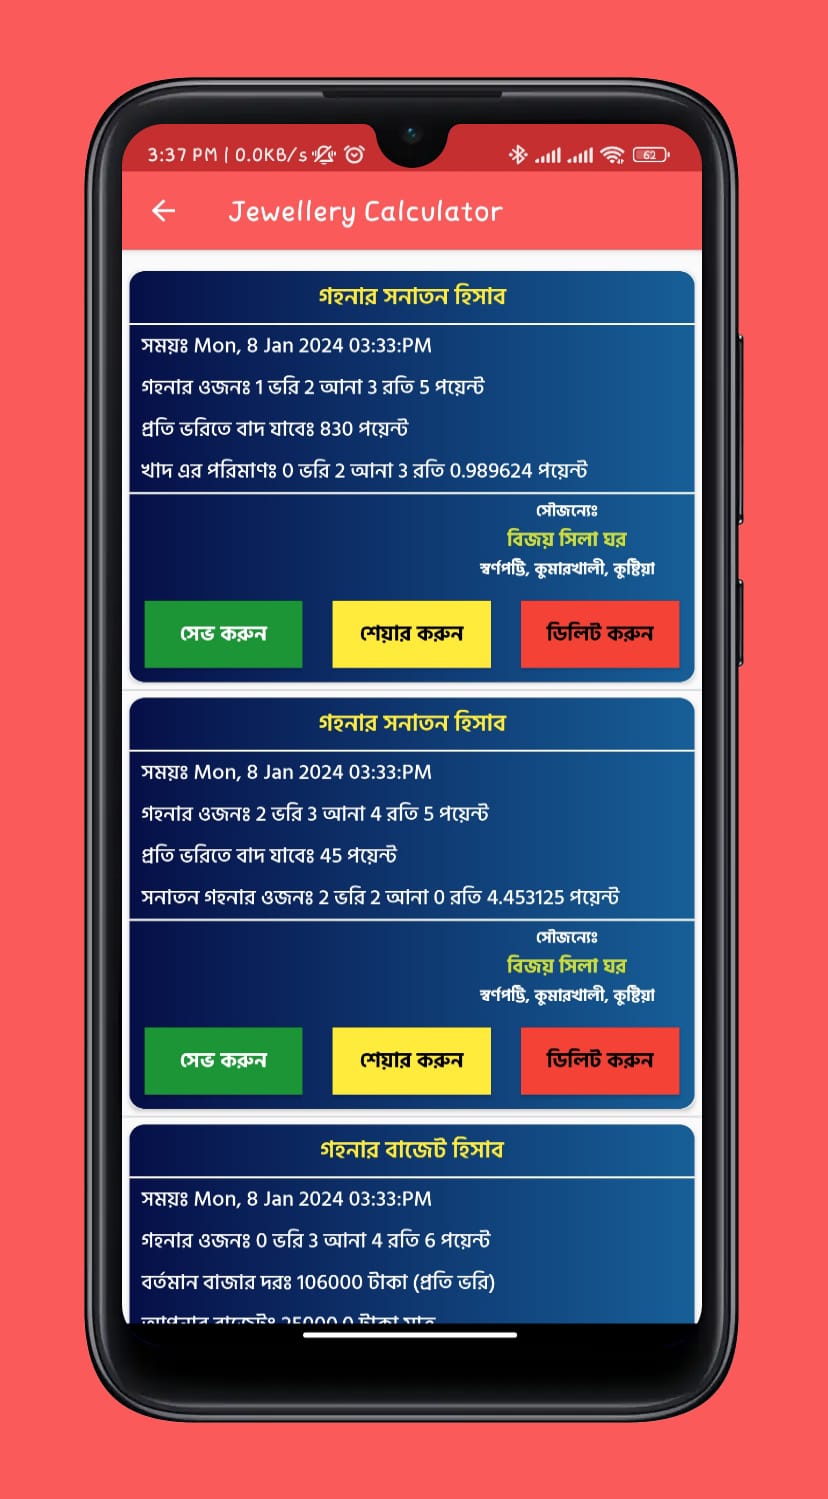 3:37 PM | 0.0KB/s
62
Jewellery Calculator
গহনার সনাতন হিসাব
সময়ঃ Mon, 8 Jan 2024 03:33:PM
গহনার ওজনঃ 1 ভরি 2 আনা 3 রতি 5 পয়েন্ট
প্রতি ভরিতে বাদ যাবেঃ 830 পয়েন্ট
খাদ এর পরিমাণঃ 0 ভরি 2 আনা 3 রতি 0.989624 পয়েন্ট
সৌজন্যেঃ
বিজয় সিলা ঘর
স্বর্ণপট্টি, কুমারখালী, কুষ্টিয়া
সেভ করুন শেয়ার করুন ডিলিট করুন
গহনার সনাতন হিসাব
সময়ঃ Mon, 8 Jan 2024 03:33:PM
গহনার ওজনঃ 2 ভরি 3 আনা 4 রতি 5 পয়েন্ট
প্রতি ভরিতে বাদ যাবেঃ 45 পয়েন্ট
সনাতন গহনার ওজনঃ 2 ভরি 2 আনা 0 রতি 4.453125 পয়েন্ট
সৌজন্যেঃ
বিজয় সিলা ঘর
স্বর্ণপট্টি, কুমারখালী, কুষ্টিয়া
সেভ করুন শেয়ার করুন ডিলিট করুন
গহনার বাজেট হিসাব
সময়ঃ Mon, 8 Jan 2024 03:33:PM
গহনার ওজনঃ 0 ভরি 3 আনা 4 রতি 6 পয়েন্ট
বর্তমান বাজার দরঃ 106000 টাকা (প্রতি ভরি)
আপনার বাজেটঃ 25000.0 টাকা মাত্র